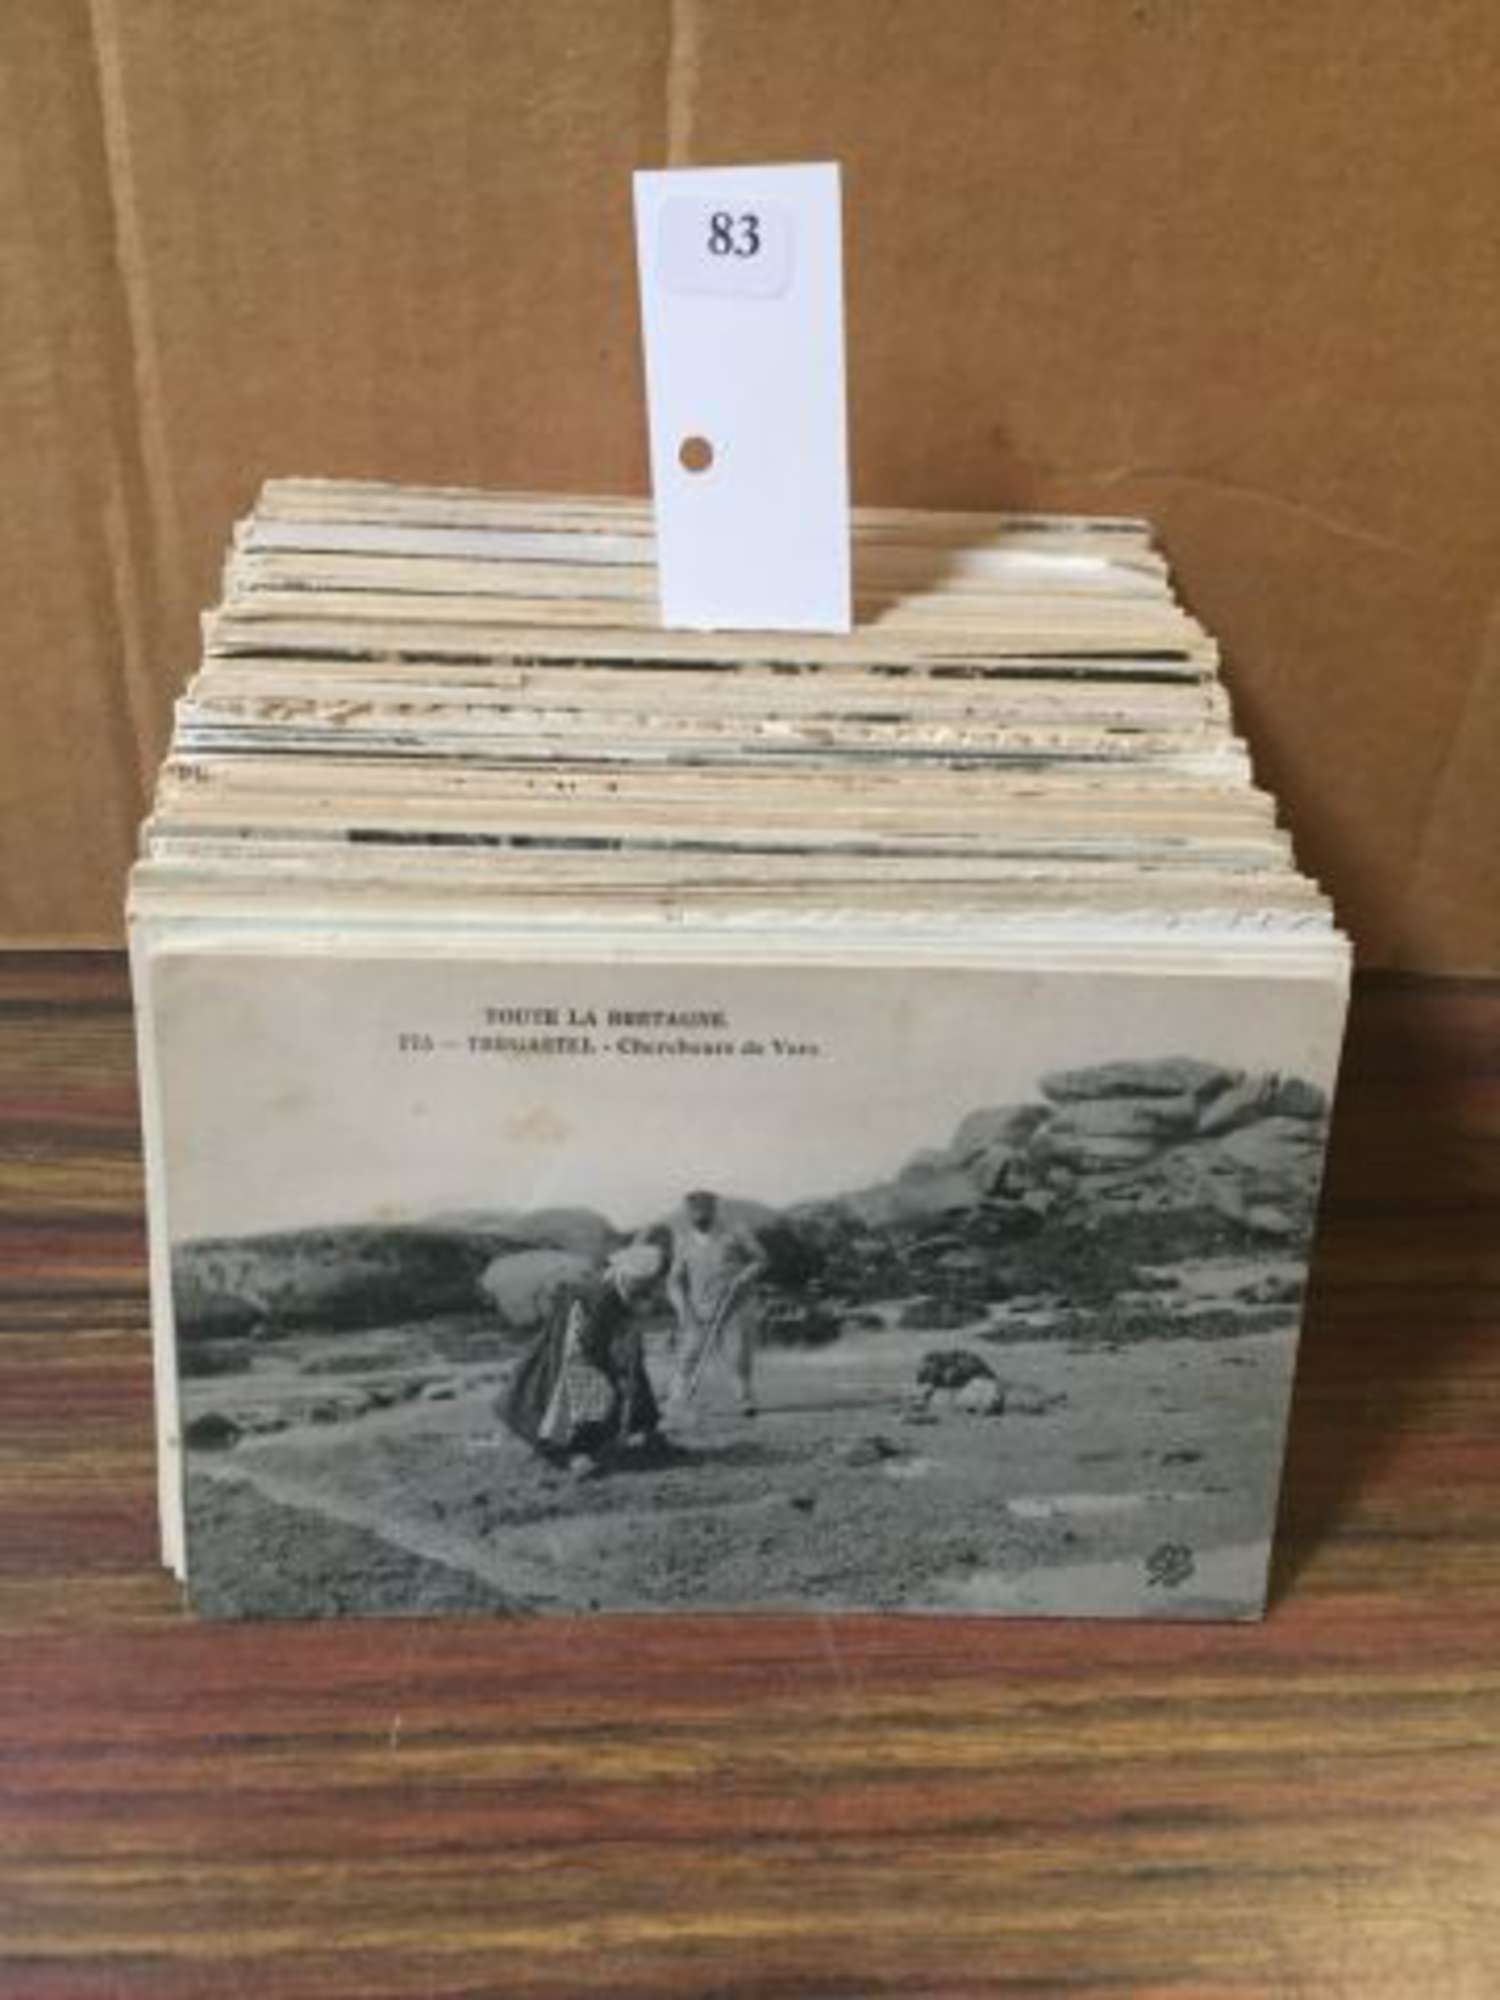 83
TOUTE LA BRETAGNE.
TREGASTEL - Chercheurs de Vers